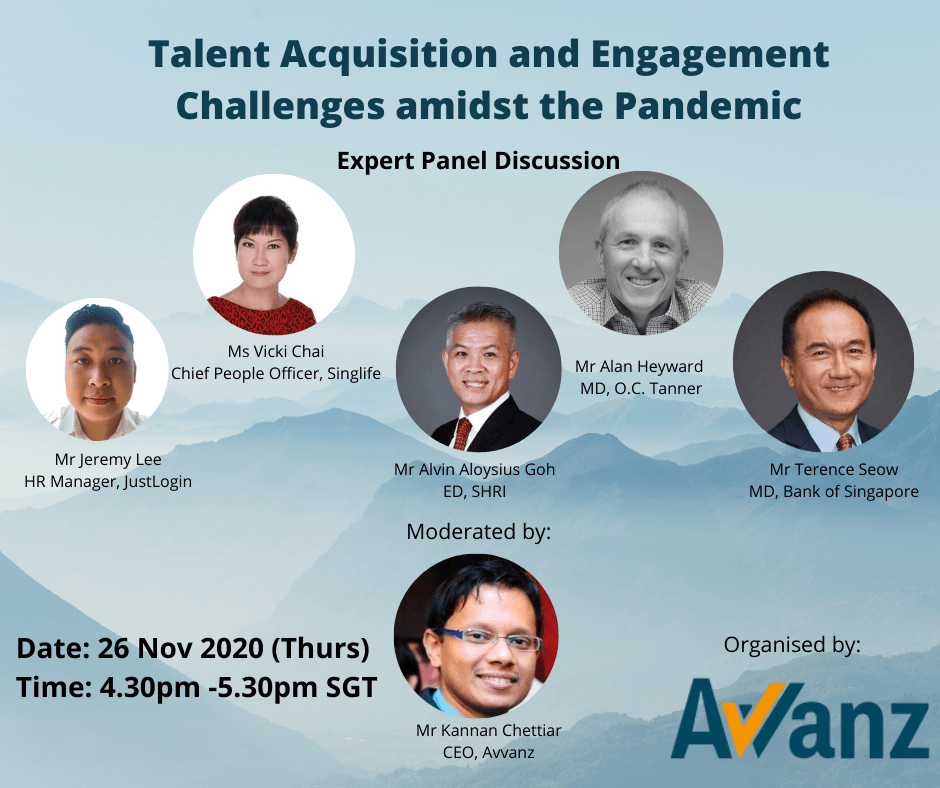 Talent Acquisition and Engagement
Challenges amidst the Pandemic
Expert Panel Discussion
Ms Vicki Chai
Chief People Officer, Singlife
Mr Alan Heyward
MD, O.C. Tanner
Mr Jeremy Lee
HR Manager, JustLogin
Mr Alvin Aloysius Goh
ED, SHRI
Mr Terence Seow
MD, Bank of Singapore
Moderated by:
Date: 26 Nov 2020 (Thurs)
Time: 4.30pm -5.30pm SGT
Mr Kannan Chettiar
CEO, Avvanz
Organised by:
Avvanz